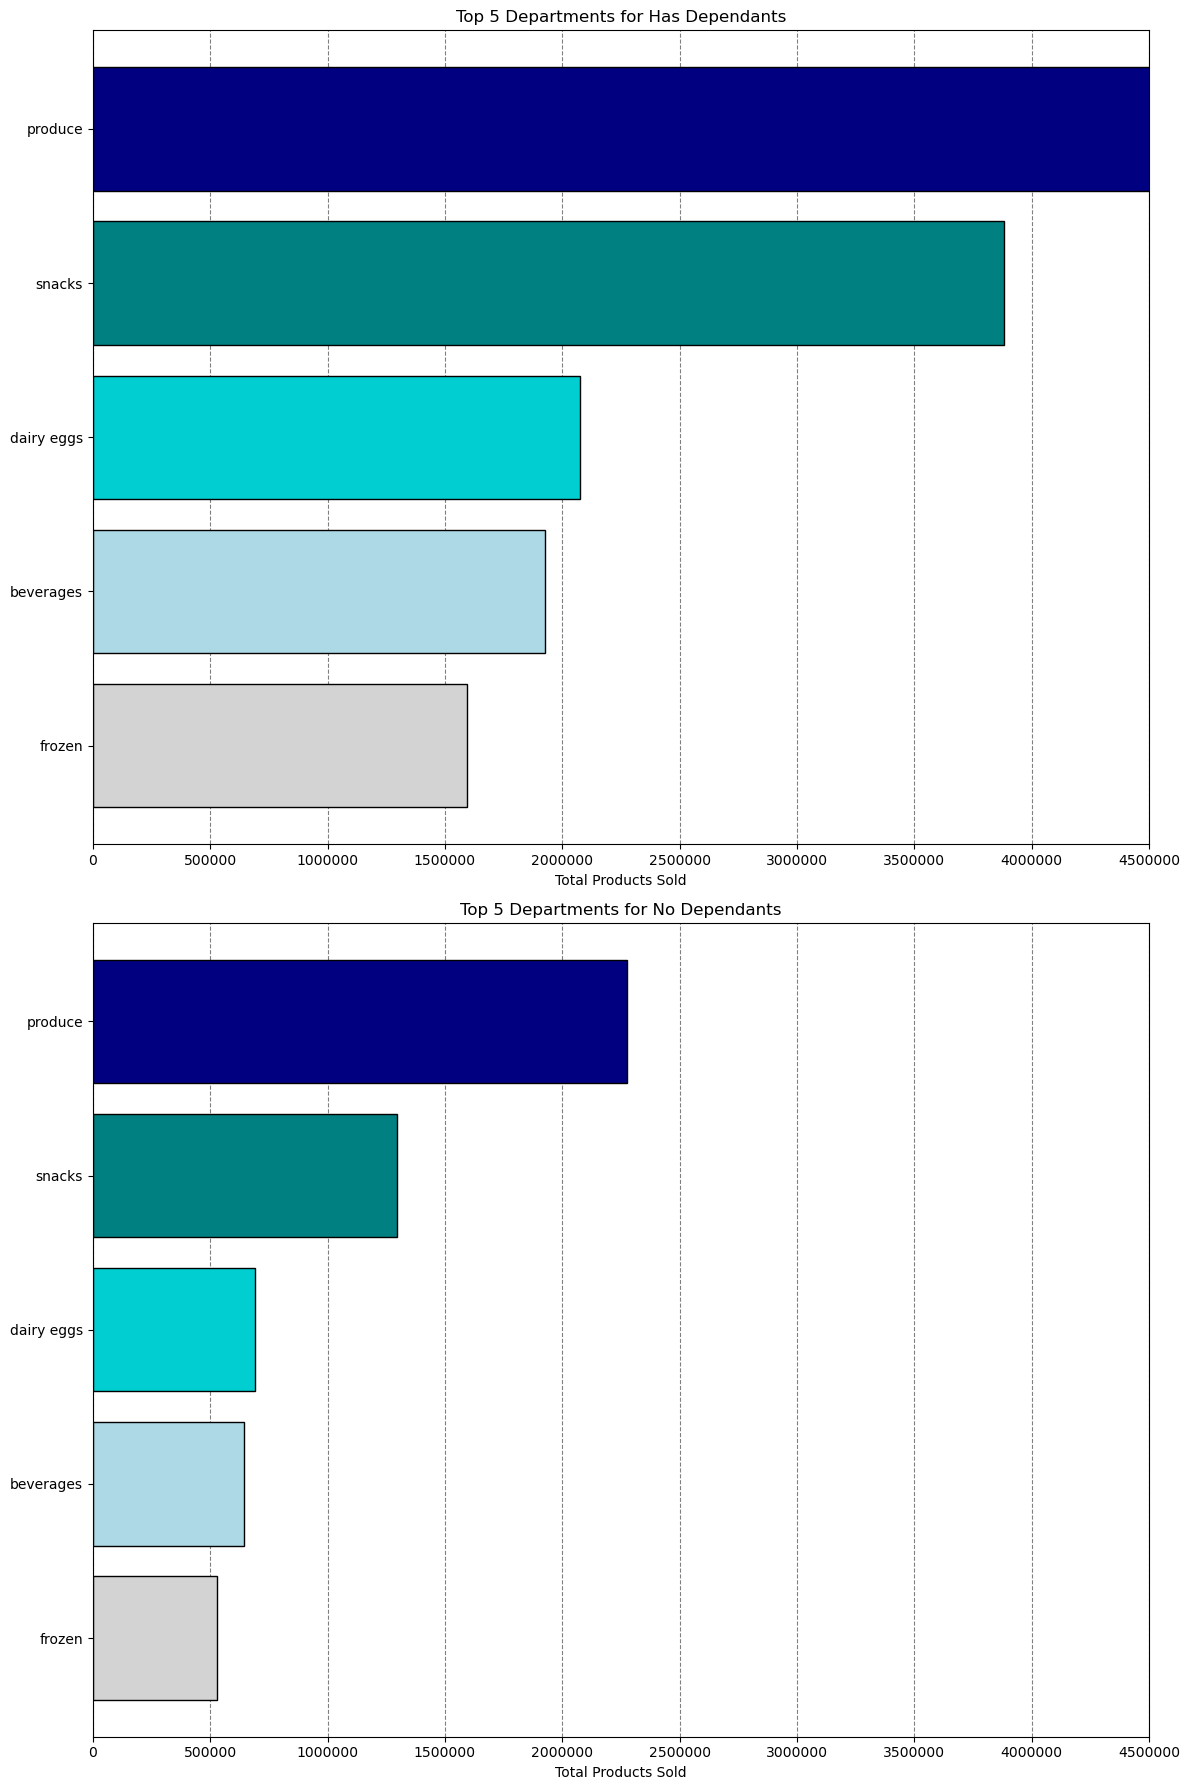 Top 5 Departments for Has Dependants
produce
snacks
dairy eggs
beverages
frozen
0 500000 1000000 1500000 2000000 2500000 3000000 3500000 4000000 4500000
Total Products Sold
Top 5 Departments for No Dependants
produce
snacks
dairy eggs
beverages
frozen
0 500000 1000000 1500000 2000000 2500000 3000000 3500000 4000000 4500000
Total Products Sold